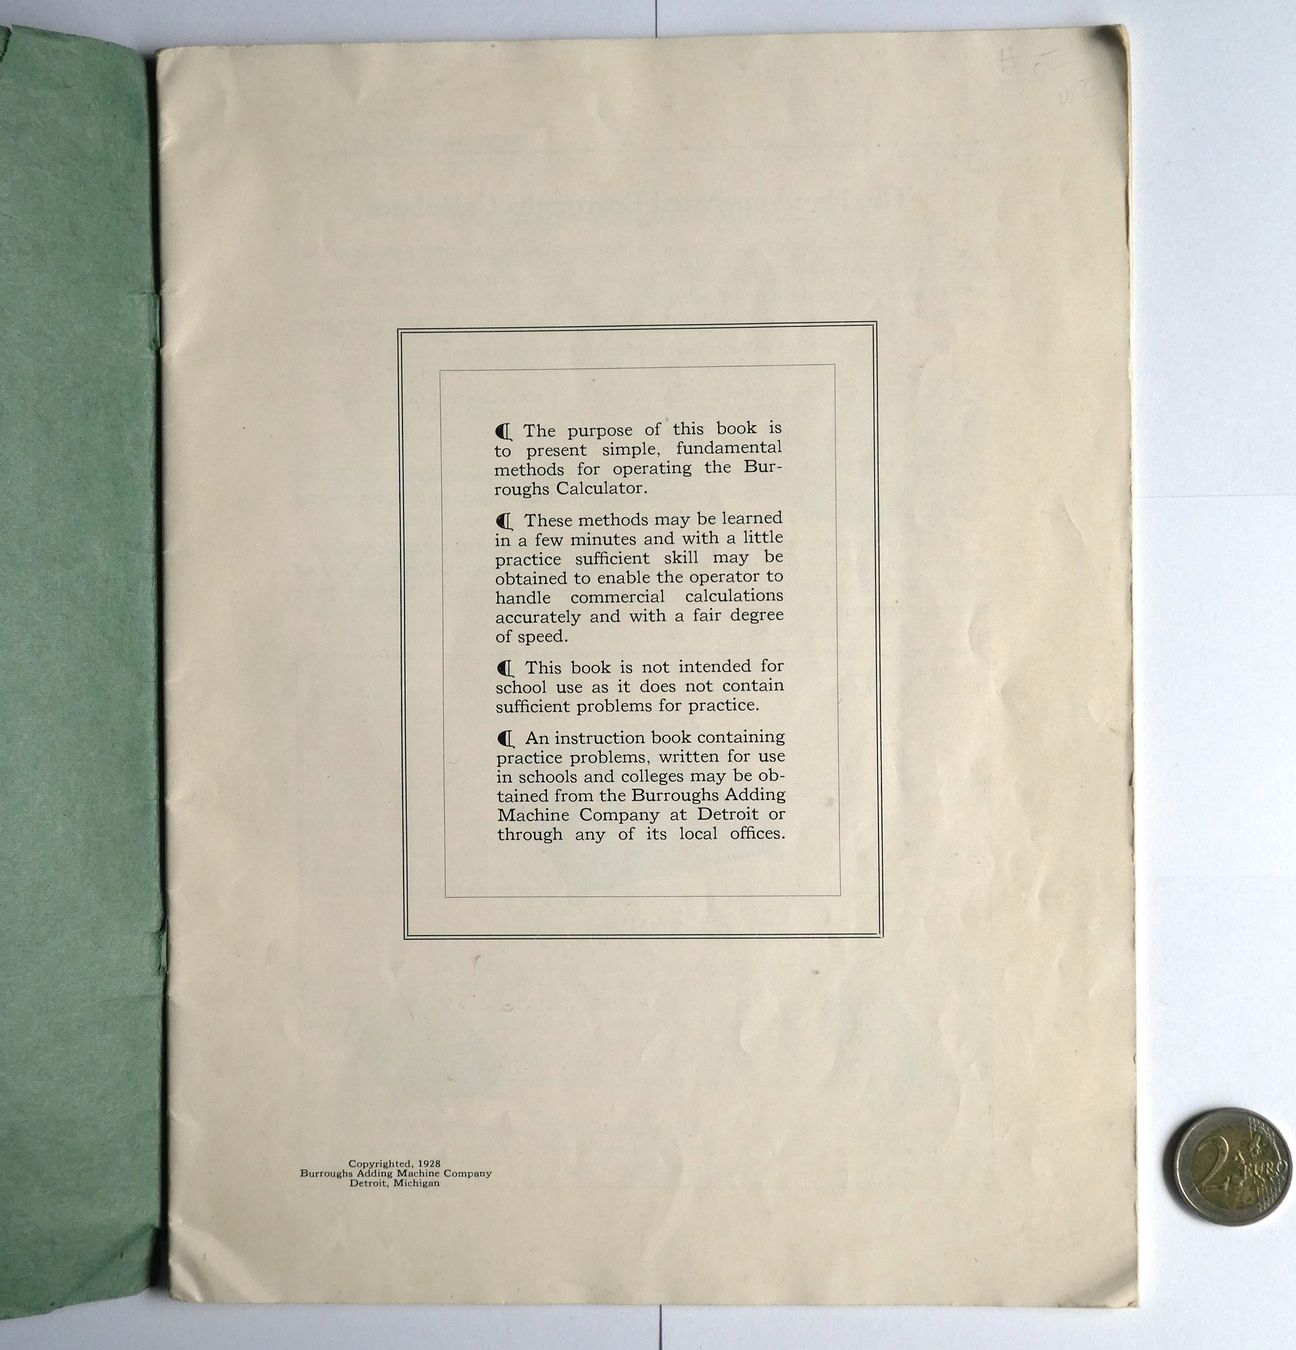 ¶ The purpose of this book is
to present simple, fundamental
methods for operating the Bur-
roughs Calculator.
¶ These methods may be learned
in a few minutes and with a little
practice sufficient skill may be
obtained to enable the operator to
handle commercial calculations
accurately and with a fair degree
of speed.
¶ This book is not intended for
school use as it does not contain
sufficient problems for practice.
¶ An instruction book containing
practice problems, written for use
in schools and colleges may be ob-
tained from the Burroughs Adding
Machine Company at Detroit or
through any of its local offices.
Copyrighted, 1928
Burroughs Adding Machine Company
Detroit, Michigan
2 EURO